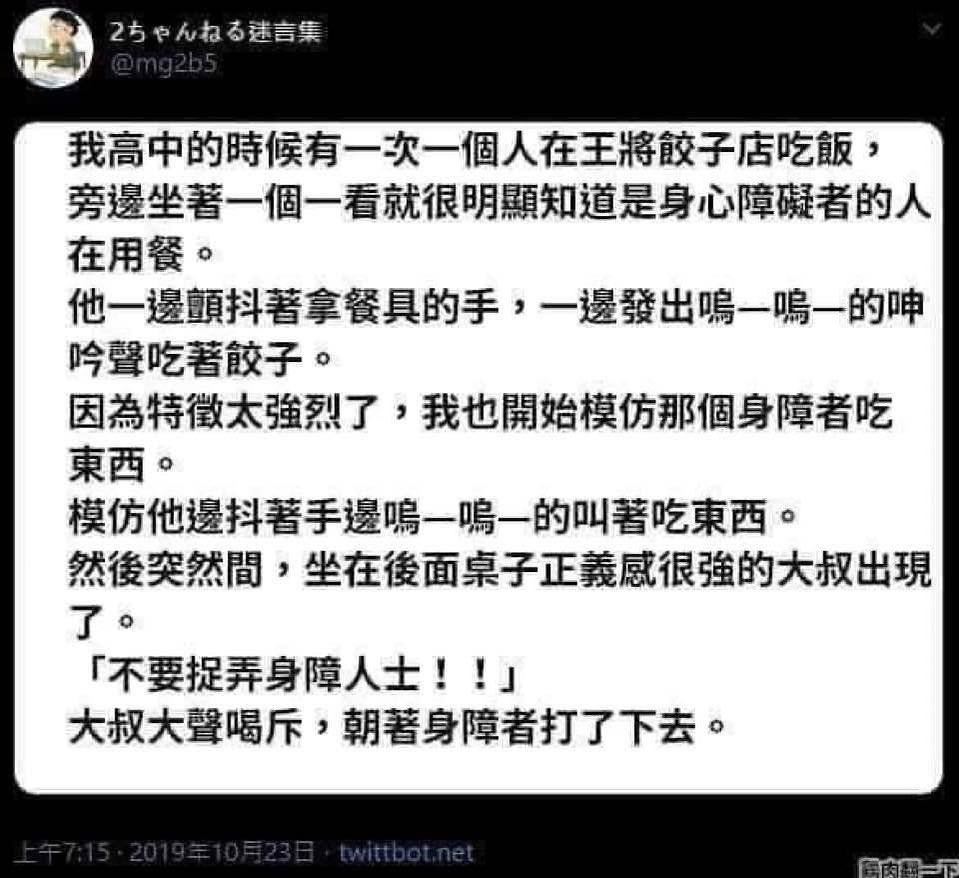 2ちゃんねる迷言集
@mg2b5
我高中的時候有一次一個人在王將餃子店吃飯，
旁邊坐著一個一看就很明顯知道是身心障礙者的人
在用餐。
他一邊顫抖著拿餐具的手，一邊發出嗚—嗚—的呻
吟聲吃著餃子。
因為特徵太強烈了，我也開始模仿那個身障者吃
東西。
模仿他邊抖著手邊嗚—嗚—的叫著吃東西。
然後突然間，坐在後面桌子正義感很強的大叔出現
了。
「不要捉弄身障人士！！」
大叔大聲喝斥，朝著身障者打了下去。
上午7:15 · 2019年10月23日 · twittbot.net